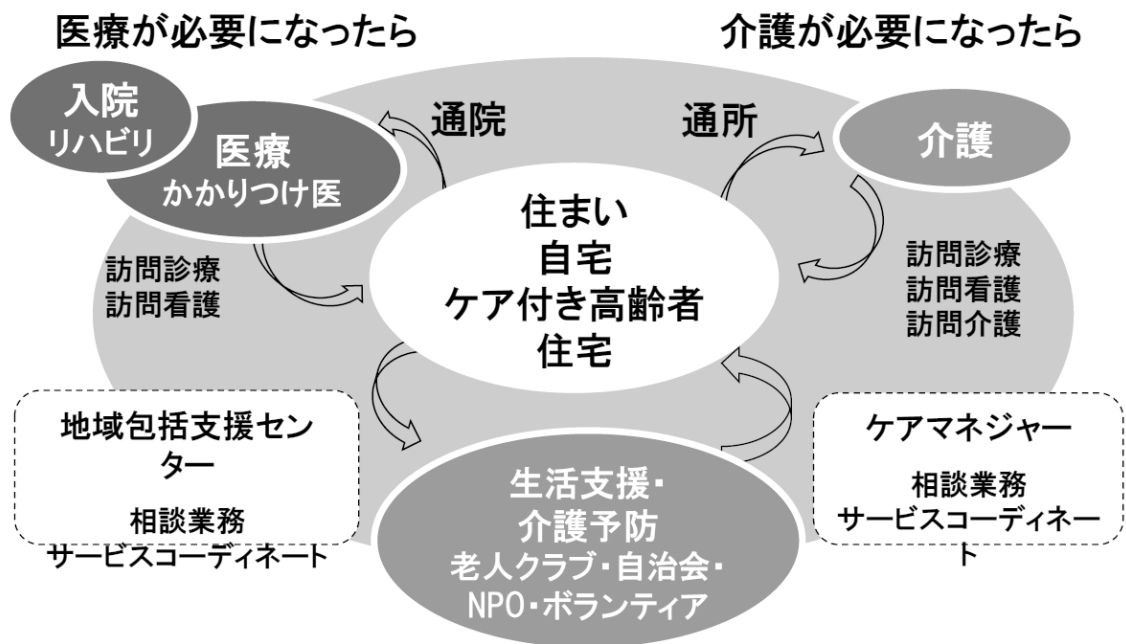 医療が必要になったら
介護が必要になったら
入院
リハビリ
医療
かかりつけ医
通院
通所
介護
住まい
自宅
ケア付き高齢者
住宅
訪問診療
訪問看護
訪問診療
訪問看護
訪問介護
地域包括支援セン
ター
相談業務
サービスコーディネート
ケアマネジャー
相談業務
サービスコーディネー
ト
生活支援・
介護予防
老人クラブ・自治会・
NPO・ボランティア